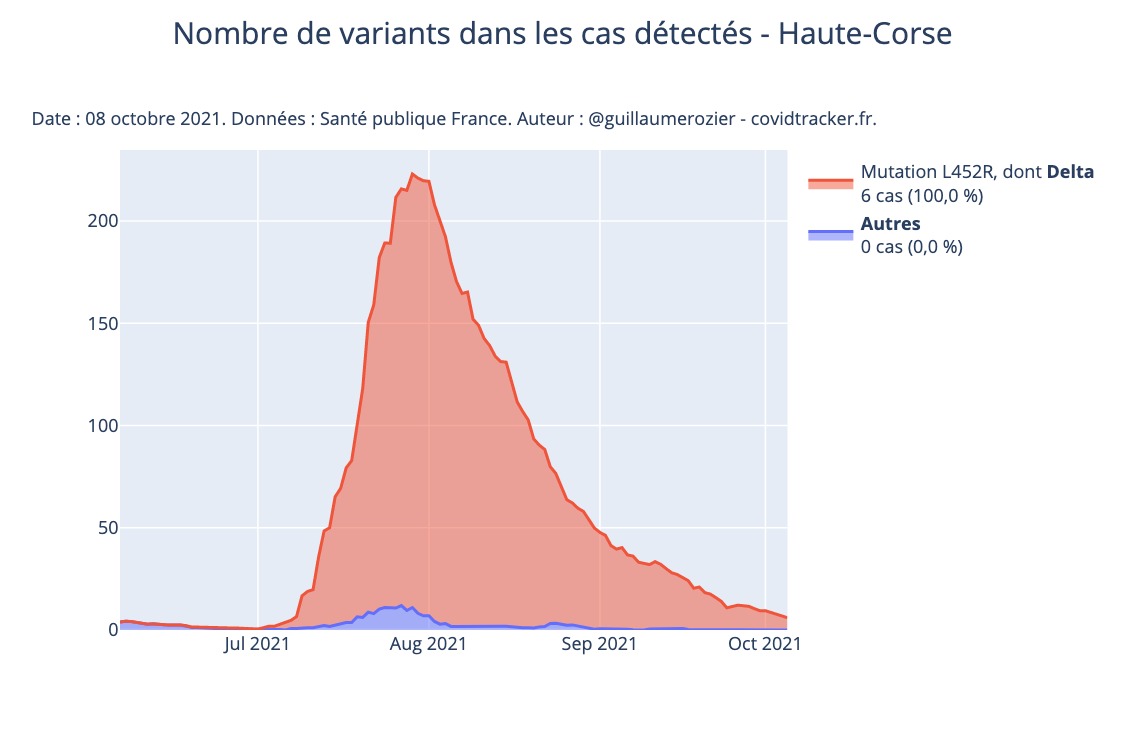 Nombre de variants dans les cas détectés - Haute-Corse
Date : 08 octobre 2021. Données : Santé publique France. Auteur : @guillaumerozier - covidtracker.fr.
Mutation L452R, dont Delta
6 cas (100,0 %)
Autres
0 cas (0,0 %)
200
150
100
50
0
Jul 2021
Aug 2021
Sep 2021
Oct 2021